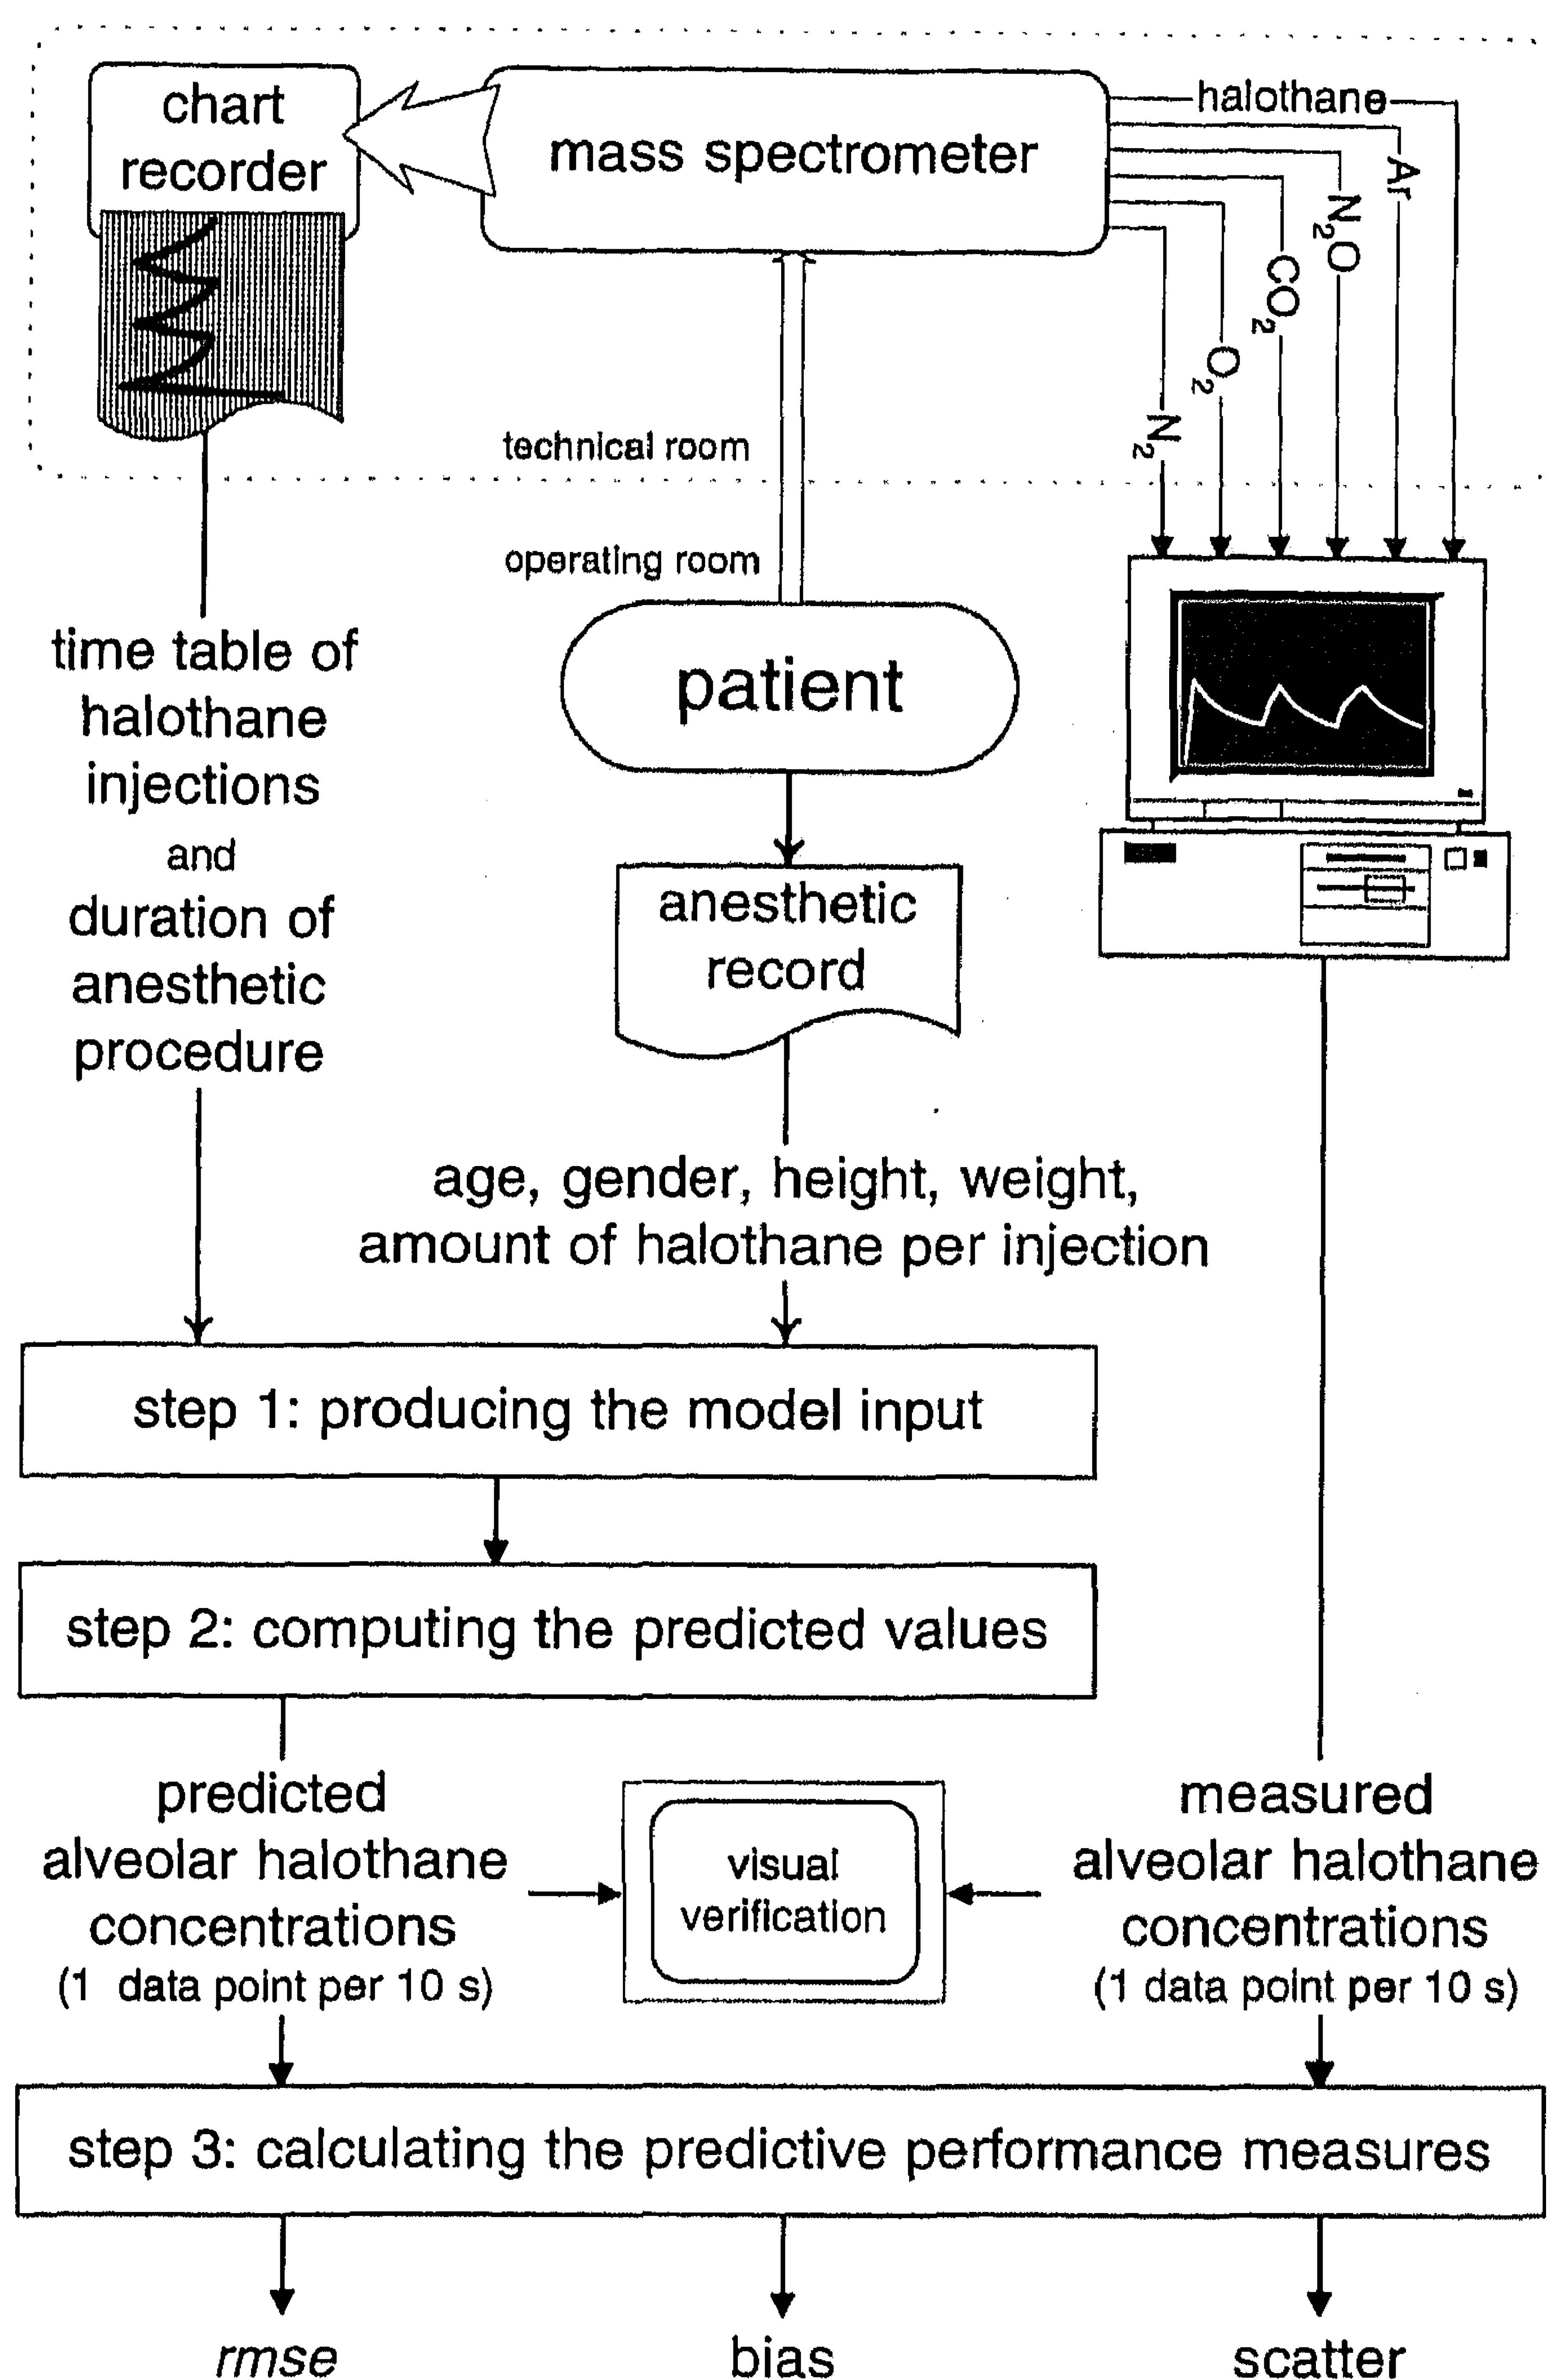 chart
recorder
mass spectrometer
halothane
Ar
N2O
CO2
O2
N2
technical room
operating room
time table of
halothane
injections
and
duration of
anesthetic
procedure
patient
anesthetic
record
age, gender, height, weight,
amount of halothane per injection
step 1: producing the model input
step 2: computing the predicted values
predicted
alveolar halothane
concentrations
(1 data point per 10 s)
visual
verification
measured
alveolar halothane
concentrations
(1 data point per 10 s)
step 3: calculating the predictive performance measures
rmse
bias
scatter